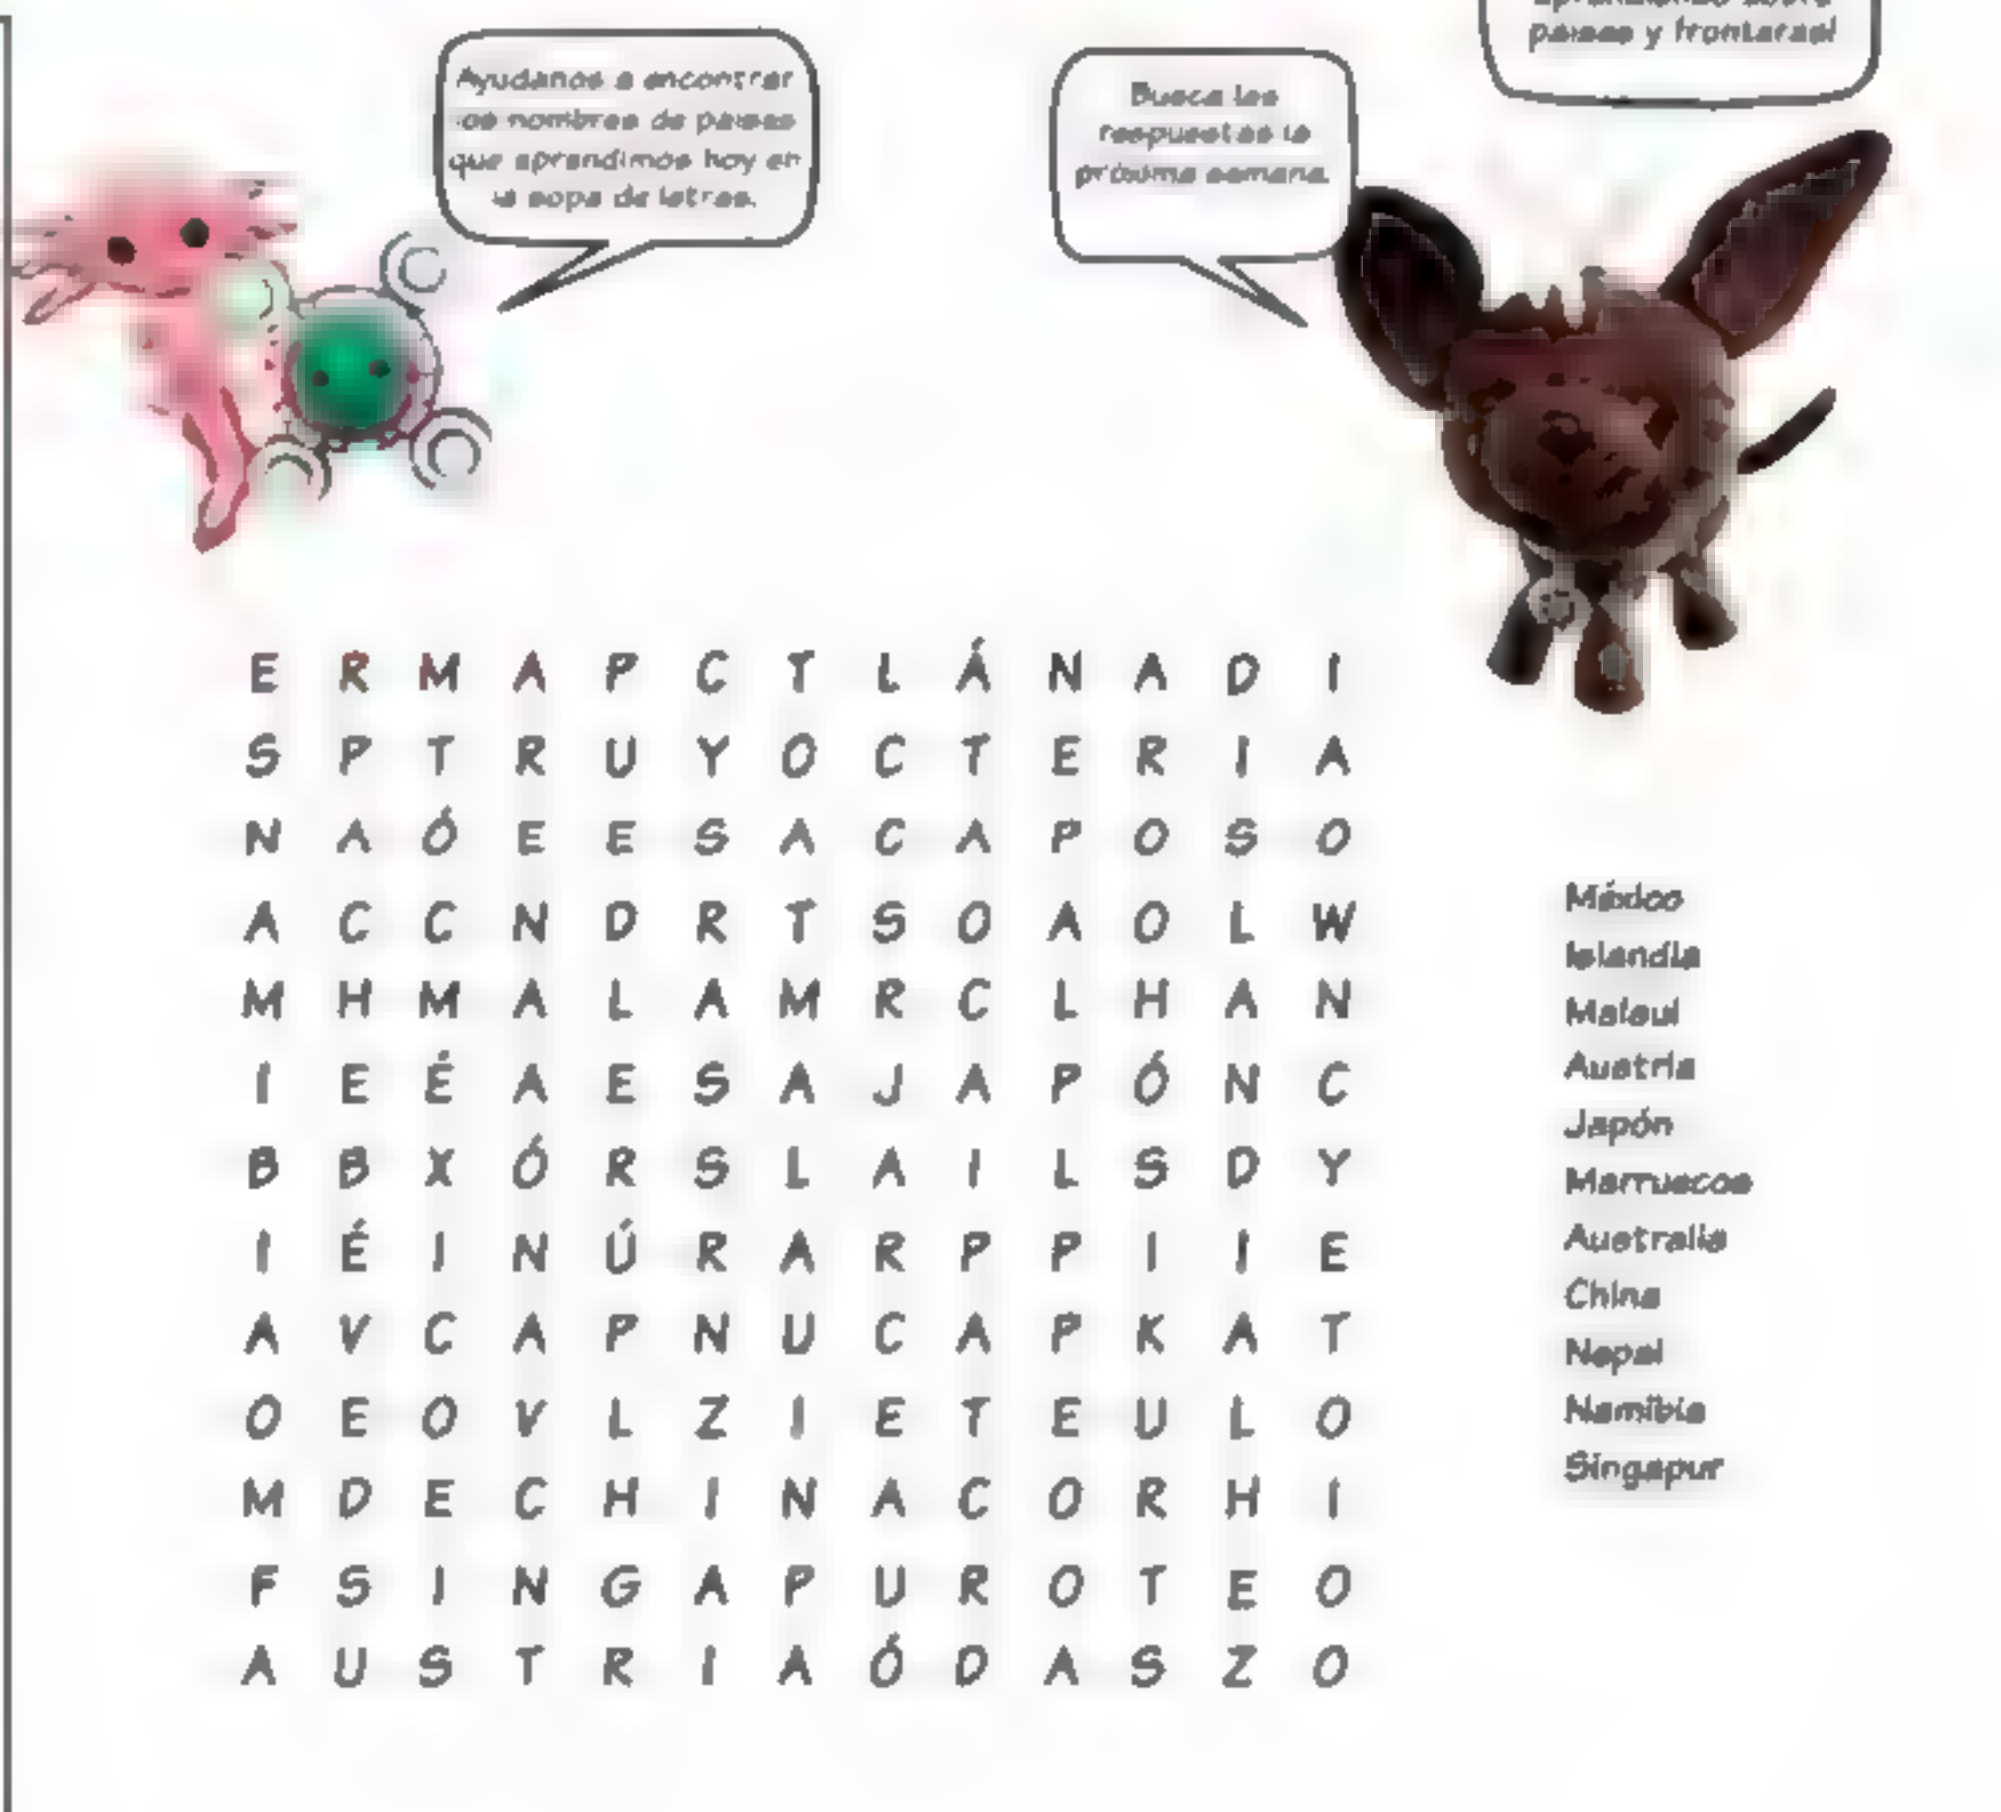 países y fronteras!
Ayúdanos a encontrar
los nombres de países
que aprendimos hoy en
la sopa de letras.
Busca las
respuestas la
próxima semana.
E R M A P C T L Á N A D I
S P T R U Y O C T E R I A
N A Ó E E S A C A P O S O
A C C N D R T S O A O L W
M H M A L A M R C L H A N
I E É A E S A J A P Ó N C
B B X Ó R S L A I L S D Y
I É I N Ú R A R P P I I E
A V C A P N U C A P K A T
O E O V L Z I E T E U L O
M D E C H I N A C O R H I
F S I N G A P U R O T E O
A U S T R I A Ó D A S Z O
México
Islandia
Malaui
Austria
Japón
Marruecos
Australia
China
Nepal
Namibia
Singapur